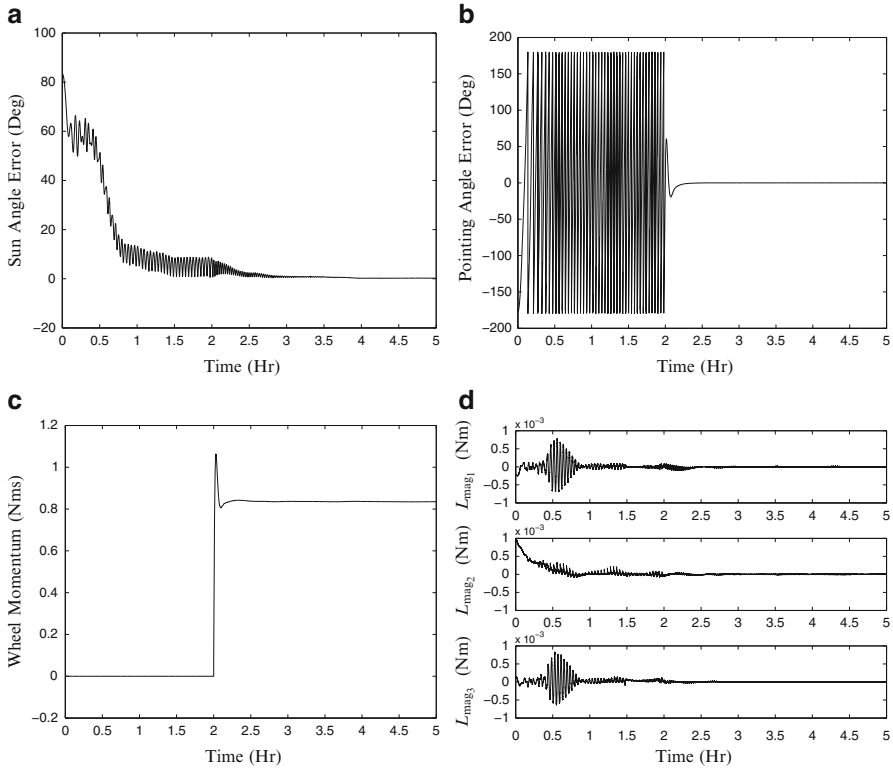 a
100
80
60
40
20
0
−20
Sun Angle Error (Deg)
0 0.5 1 1.5 2 2.5 3 3.5 4 4.5 5
Time (Hr)
b
200
150
100
50
0
−50
−100
−150
−200
Pointing Angle Error (Deg)
0 0.5 1 1.5 2 2.5 3 3.5 4 4.5 5
Time (Hr)
c
1.2
1
0.8
0.6
0.4
0.2
0
−0.2
Wheel Momentum (Nms)
0 0.5 1 1.5 2 2.5 3 3.5 4 4.5 5
Time (Hr)
d
x 10⁻³
1
0.5
0
−0.5
−1
Lmag₁ (Nm)
0 0.5 1 1.5 2 2.5 3 3.5 4 4.5 5
x 10⁻³
1
0.5
0
−0.5
−1
Lmag₂ (Nm)
0 0.5 1 1.5 2 2.5 3 3.5 4 4.5 5
x 10⁻³
1
0.5
0
−0.5
−1
Lmag₃ (Nm)
0 0.5 1 1.5 2 2.5 3 3.5 4 4.5 5
Time (Hr)